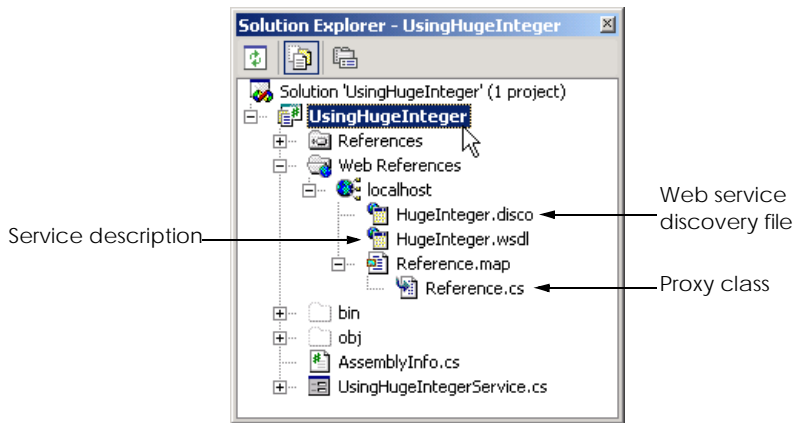 Solution Explorer - UsingHugeInteger
Solution 'UsingHugeInteger' (1 project)
UsingHugeInteger
References
Web References
localhost
HugeInteger.disco
Web service
discovery file
Service description
HugeInteger.wsdl
Reference.map
Reference.cs
Proxy class
bin
obj
AssemblyInfo.cs
UsingHugeIntegerService.cs